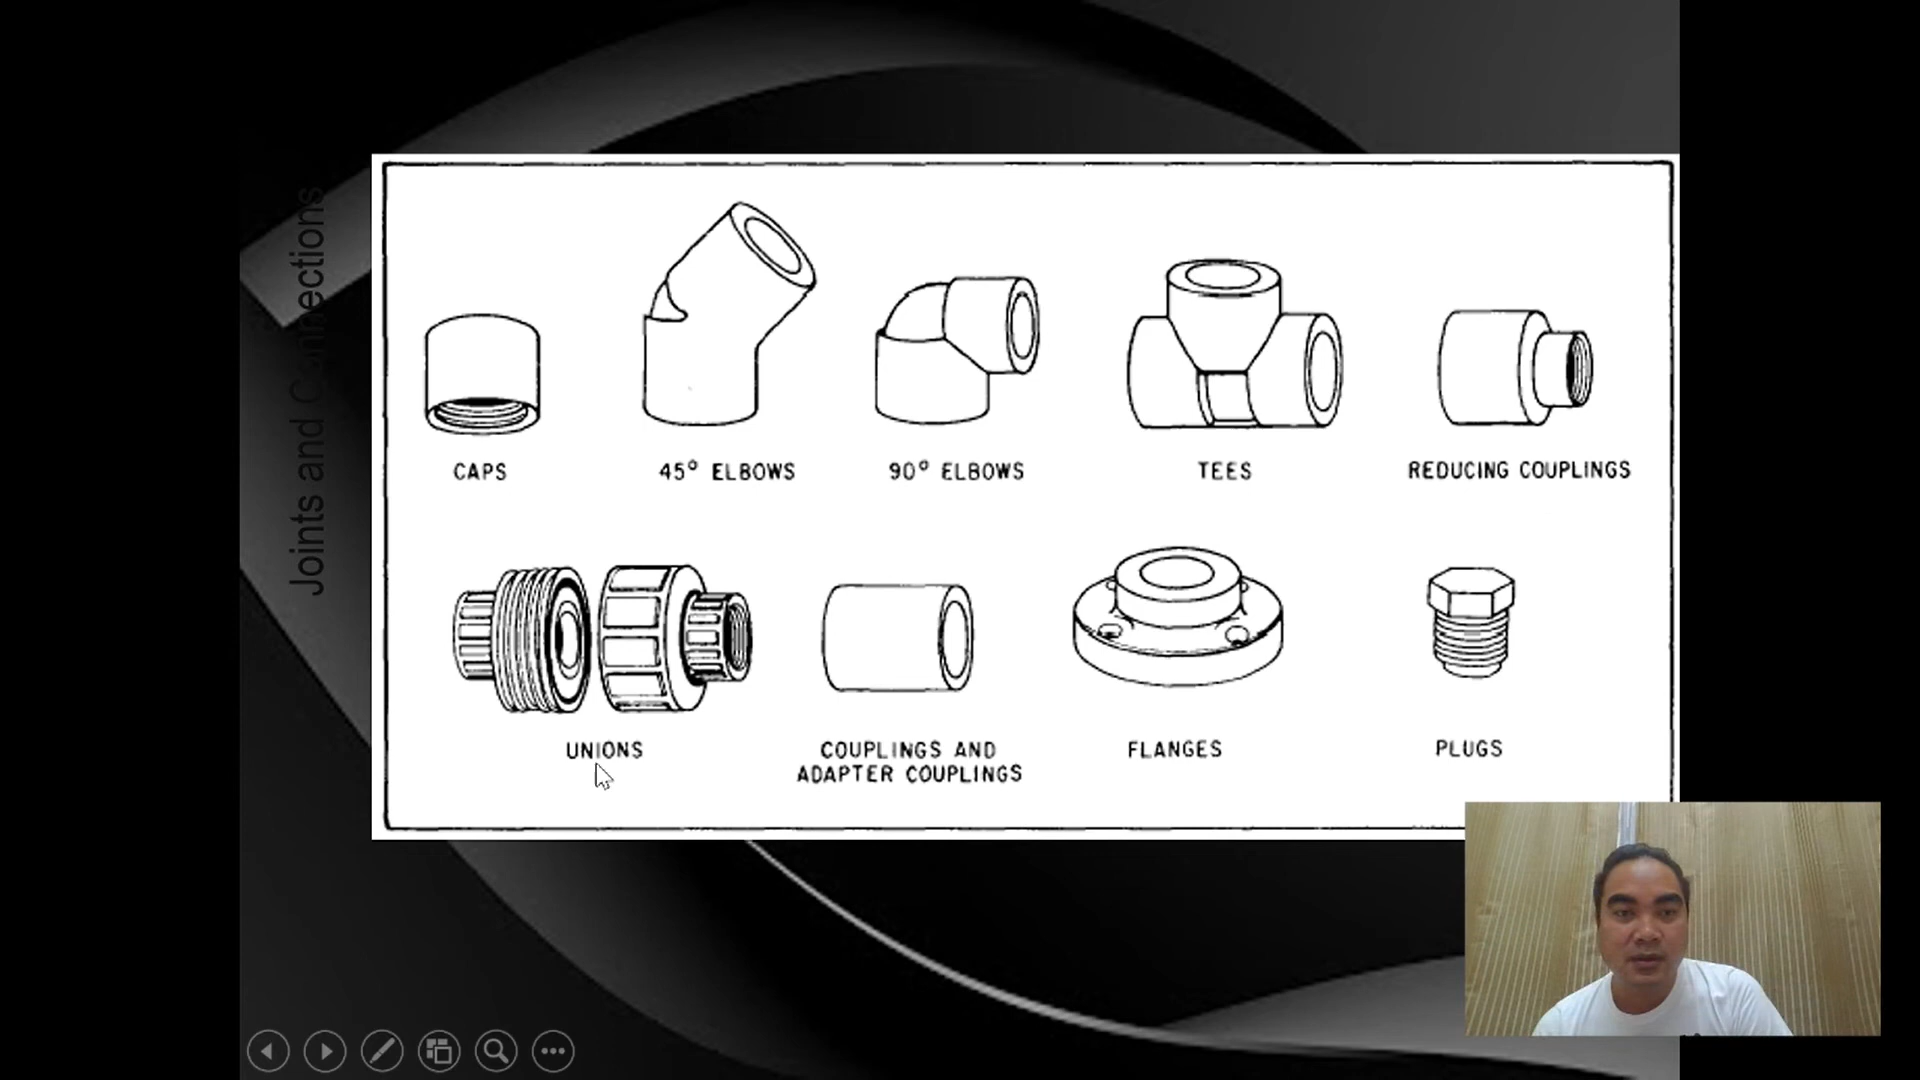 Joints and Connections
CAPS
45° ELBOWS
90° ELBOWS
TEES
REDUCING COUPLINGS
UNIONS
COUPLINGS AND
ADAPTER COUPLINGS
FLANGES
PLUGS